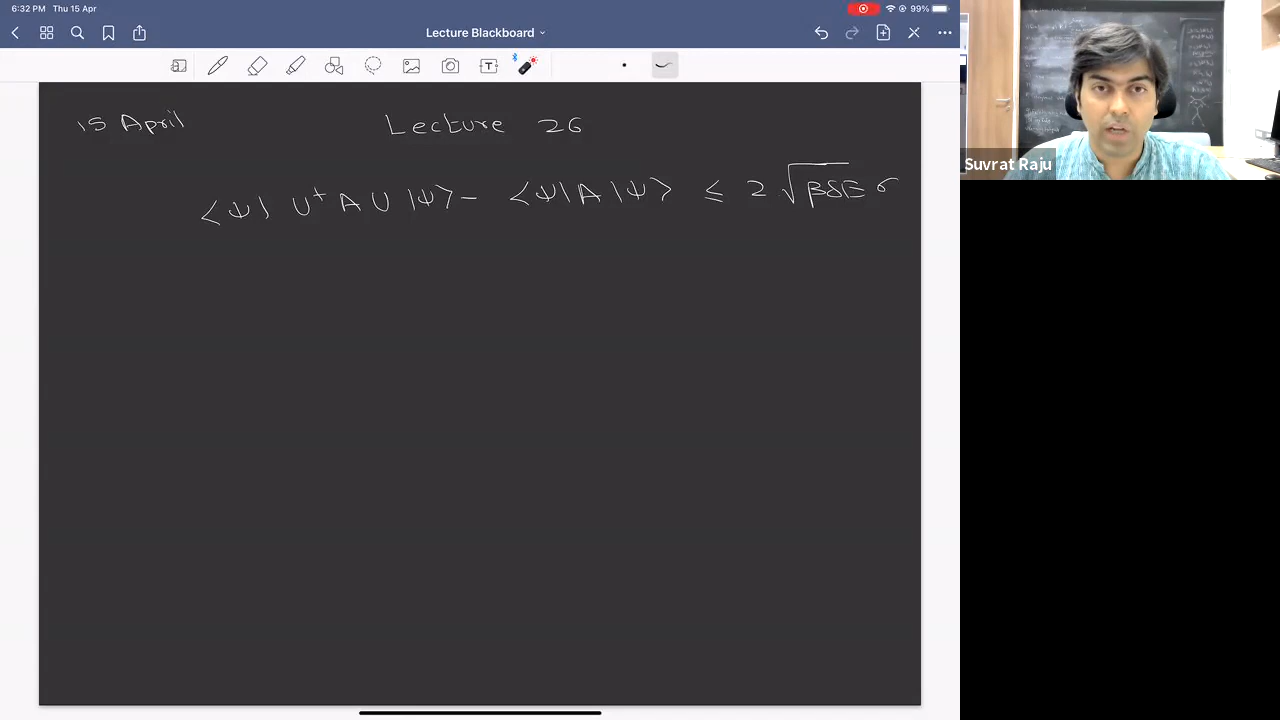 6:32 PM Thu 15 Apr 99%
Lecture Blackboard
T
15 April Lecture 26
⟨Ψ| U† A U |Ψ⟩ - ⟨Ψ| A |Ψ⟩ ≤ 2 √βδE σ
Suvrat Raju